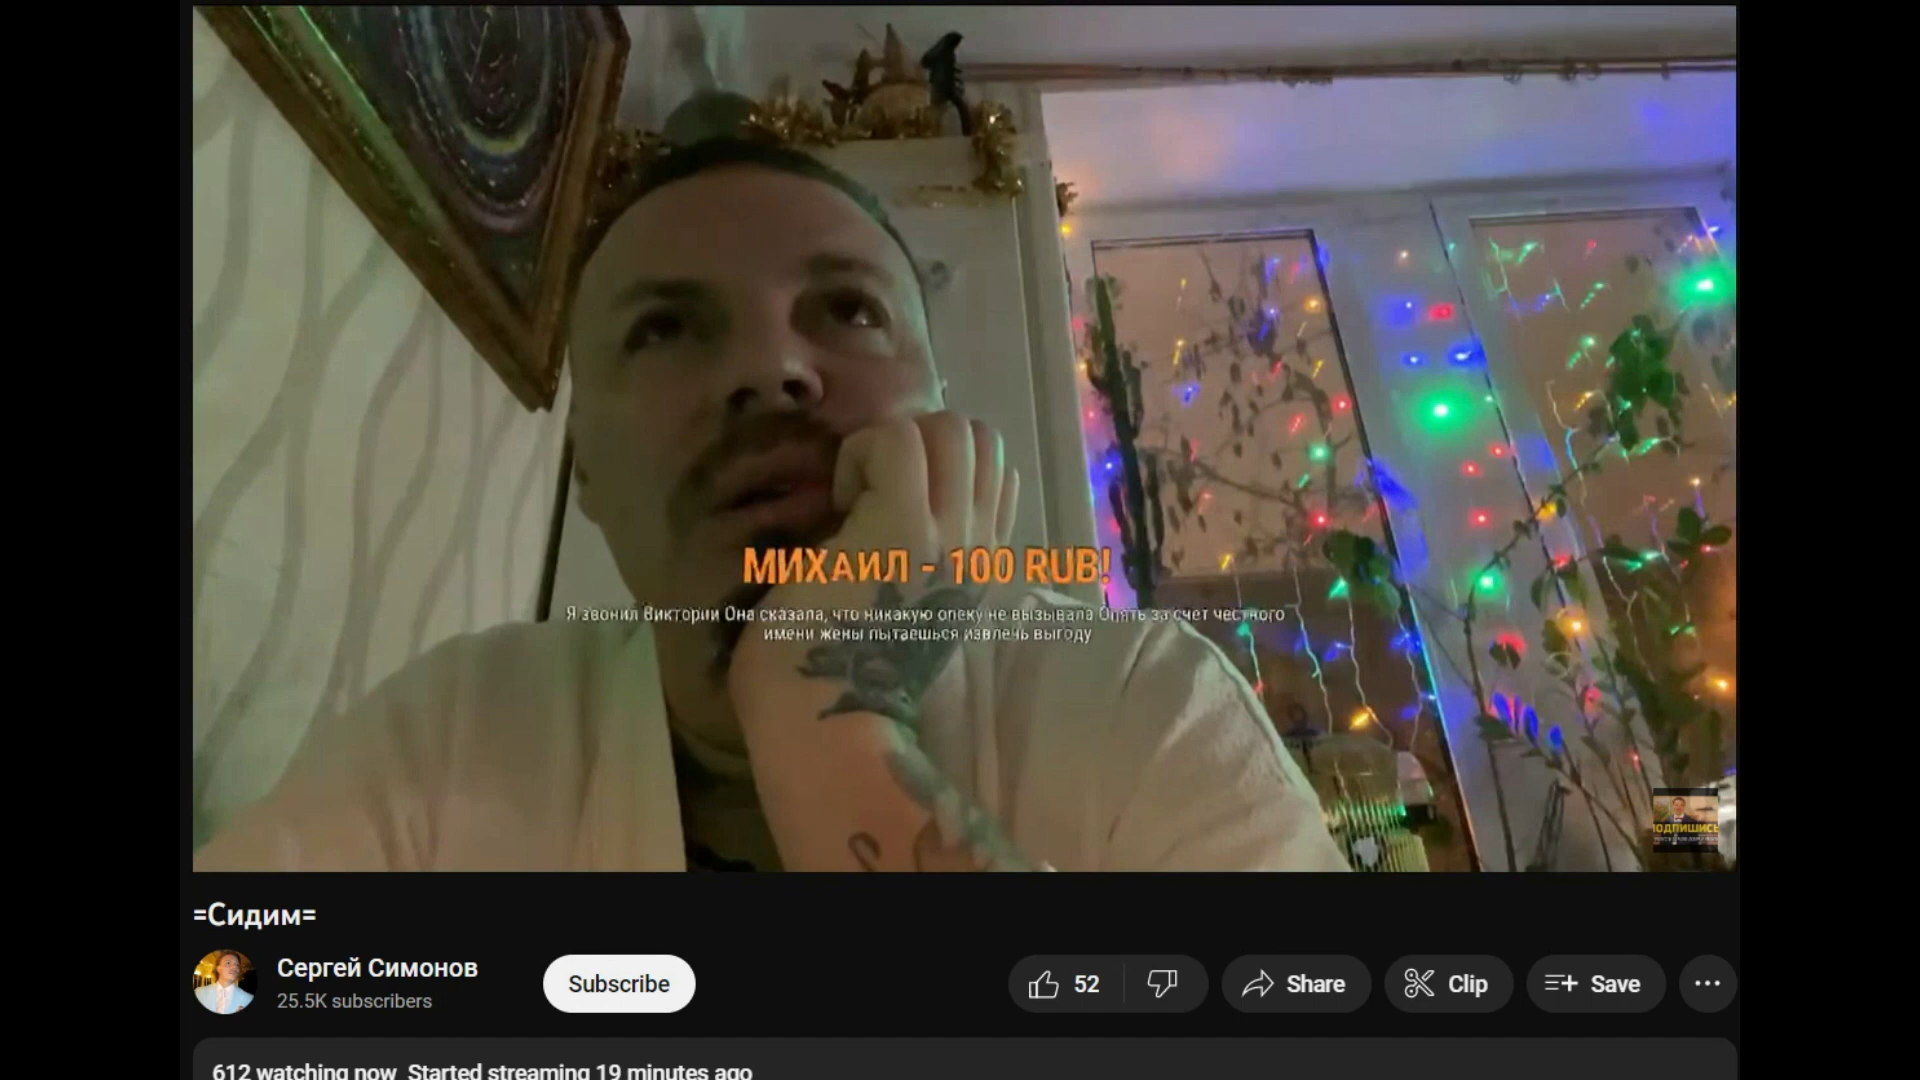 МИХАИЛ - 100 RUB!
Я звонил Виктории Она сказала, что никакую опеку не вызывала Опять за счет честного
имени жены пытаешься извлечь выгоду
ПОДПИШИСЬ
=Сидим=
Сергей Симонов
25.5K subscribers
Subscribe
52
Share
Clip
Save
612 watching now Started streaming 19 minutes ago